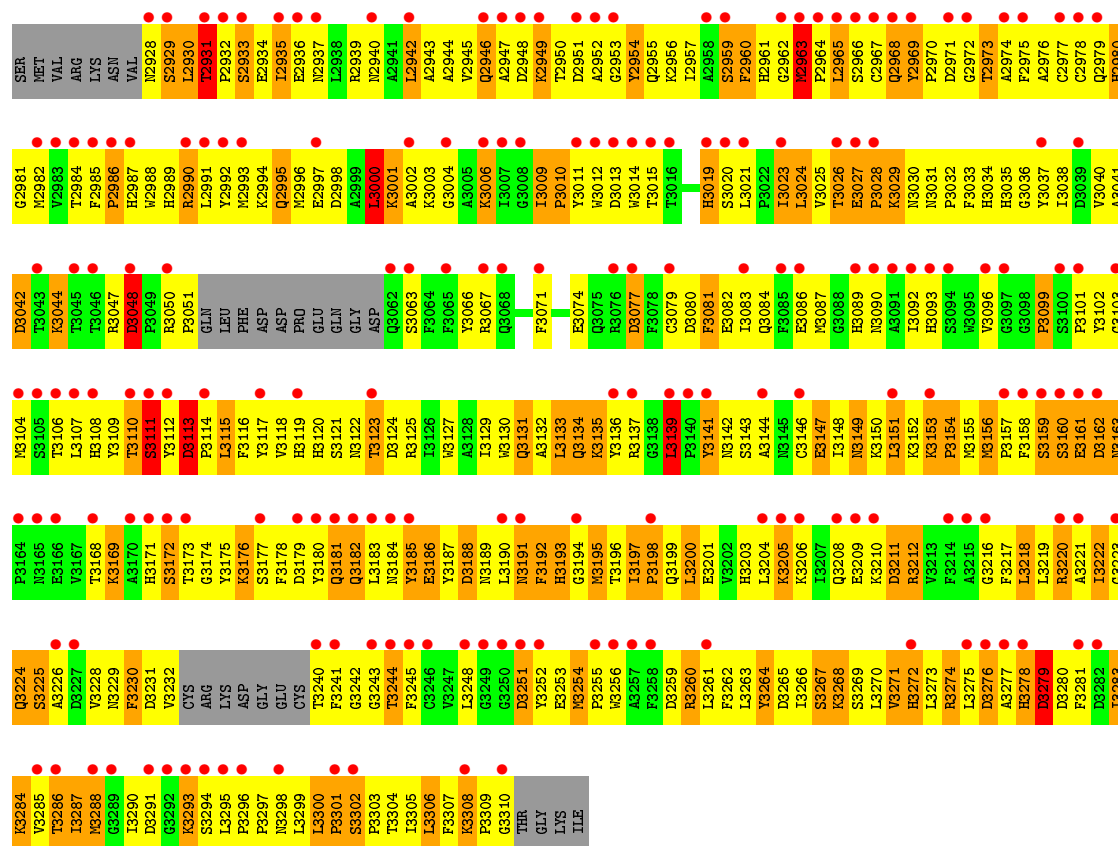 SER MET VAL ARG LYS ASN VAL N2928 S2929 L2930 T2931 P2932 S2933 E2934 I2935 E2936 N2937 L2938 R2939 N2940 A2941 L2942 A2943 A2944 V2945 Q2946 A2947 D2948 K2949 T2950 D2951 A2952 G2953 Y2954 Q2955 K2956 I2957 A2958 S2959 F2960 H2961 G2962 M2963 P2964 L2965 S2966 C2967 Q2968 Y2969 P2970 D2971 G2972 T2973 A2974 F2975 A2976 C2977 C2978 Q2979 H2980
G2981 M2982 V2983 T2984 F2985 P2986 H2987 W2988 H2989 R2990 L2991 Y2992 M2993 K2994 Q2995 M2996 E2997 D2998 A2999 L3000 K3001 A3002 K3003 G3004 A3005 K3006 I3007 G3008 I3009 P3010 Y3011 W3012 D3013 W3014 T3015 T3016 H3019 S3020 L3021 P3022 I3023 L3024 V3025 T3026 E3027 P3028 K3029 N3030 N3031 P3032 F3033 H3034 H3035 G3036 Y3037 I3038 D3039 V3040 A3041
D3042 T3043 K3044 T3045 T3046 R3047 D3048 P3049 R3050 P3051 GLN LEU PHE ASP ASP PRO GLU GLN GLY ASP Q3062 S3063 F3064 F3065 Y3066 R3067 Q3068 F3071 E3074 Q3075 R3076 D3077 F3078 C3079 D3080 F3081 E3082 I3083 Q3084 F3085 E3086 M3087 G3088 H3089 N3090 A3091 I3092 H3093 S3094 W3095 V3096 G3097 G3098 P3099 S3100 P3101 Y3102 G3103
M3104 S3105 T3106 L3107 H3108 Y3109 T3110 S3111 Y3112 D3113 P3114 L3115 F3116 Y3117 V3118 H3119 H3120 S3121 N3122 T3123 D3124 R3125 I3126 W3127 A3128 I3129 W3130 Q3131 A3132 L3133 Q3134 K3135 Y3136 R3137 G3138 L3139 P3140 Y3141 N3142 S3143 A3144 N3145 C3146 E3147 I3148 N3149 K3150 L3151 K3152 K3153 P3154 M3155 M3156 P3157 F3158 S3159 S3160 E3161 D3162 N3163
P3164 N3165 E3166 V3167 T3168 K3169 A3170 H3171 S3172 T3173 G3174 Y3175 K3176 S3177 F3178 D3179 Y3180 Q3181 Q3182 L3183 N3184 Y3185 E3186 Y3187 D3188 N3189 L3190 N3191 F3192 H3193 G3194 M3195 T3196 I3197 P3198 Q3199 L3200 E3201 V3202 H3203 L3204 K3205 K3206 I3207 Q3208 E3209 K3210 D3211 R3212 V3213 F3214 A3215 G3216 F3217 L3218 L3219 R3220 A3221 I3222 G3223
Q3224 S3225 A3226 D3227 V3228 N3229 F3230 D3231 V3232 CYS ARG LYS ASP GLY GLU CYS T3240 F3241 G3242 G3243 T3244 F3245 C3246 V3247 L3248 G3249 G3250 D3251 Y3252 E3253 M3254 P3255 W3256 A3257 F3258 D3259 R3260 L3261 F3262 L3263 Y3264 D3265 I3266 S3267 K3268 S3269 L3270 V3271 H3272 L3273 R3274 L3275 D3276 A3277 H3278 D3279 D3280 F3281 D3282 I3283
K3284 V3285 T3286 I3287 M3288 G3289 I3290 D3291 G3292 K3293 S3294 L3295 P3296 P3297 N3298 L3299 L3300 P3301 S3302 P3303 T3304 I3305 L3306 F3307 K3308 P3309 G3310 THR GLY LYS ILE